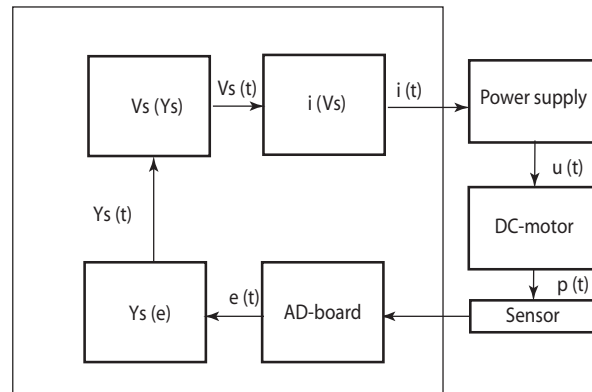 Vs (t)
i (t)
Vs (Ys)
i (Vs)
Power supply
u (t)
Ys (t)
DC-motor
p (t)
e (t)
Ys (e)
AD-board
Sensor